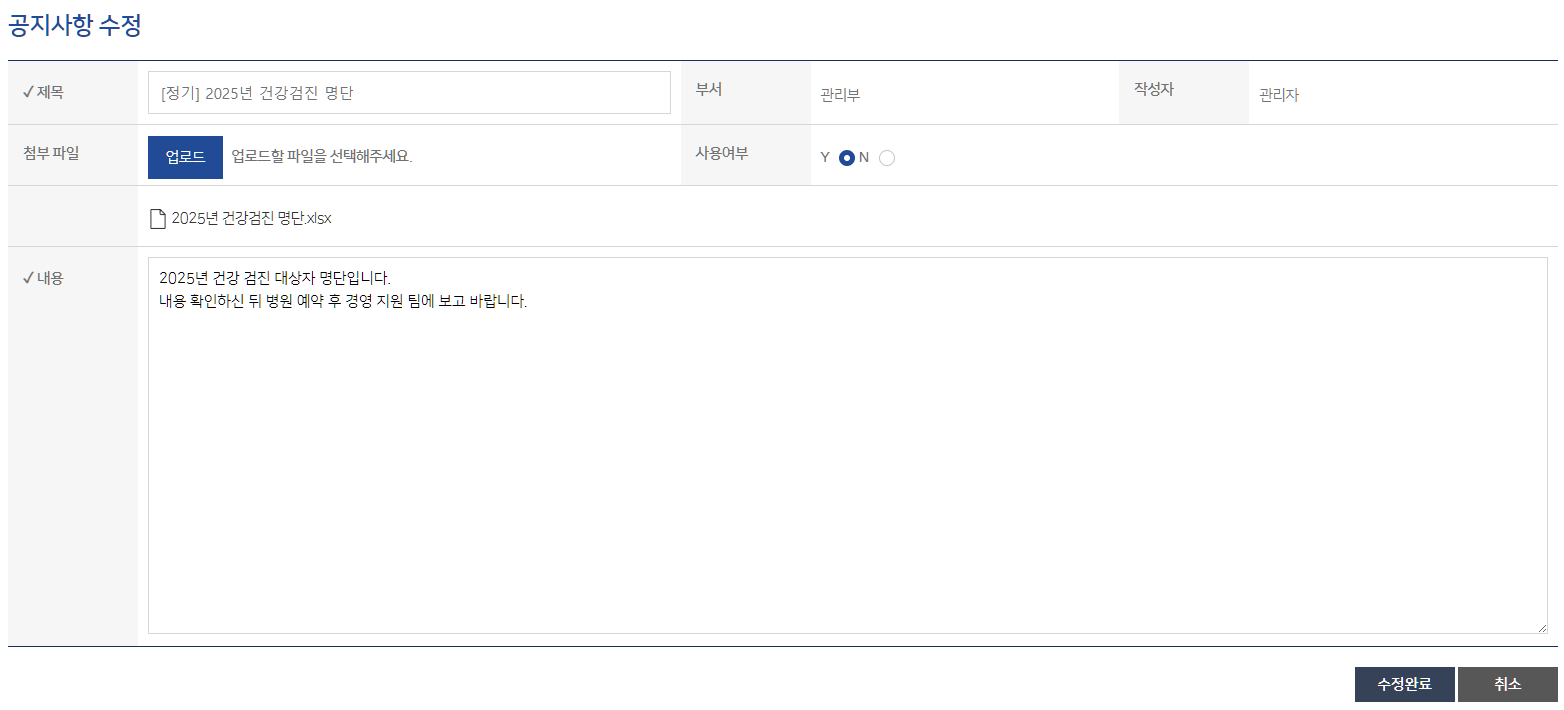 공지사항 수정
✓제목 [정기] 2025년 건강검진 명단 부서 관리부 작성자 관리자
첨부 파일 업로드 업로드할 파일을 선택해주세요. 사용여부 Y N
2025년 건강검진 명단.xlsx
✓내용 2025년 건강 검진 대상자 명단입니다.
내용 확인하신 뒤 병원 예약 후 경영 지원 팀에 보고 바랍니다.
수정완료 취소